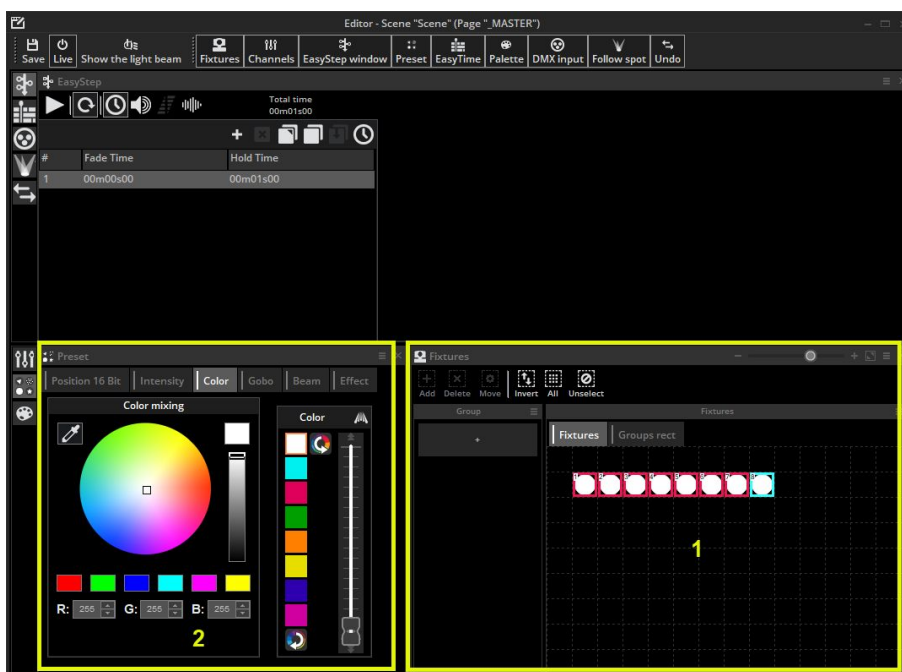 Editor - Scene "Scene" (Page "_MASTER")
Save Live Show the light beam Fixtures Channels EasyStep window Preset EasyTime Palette DMX input Follow spot Undo
EasyStep
Total time
00m01s00
# Fade Time Hold Time
1 00m00s00 00m01s00
Preset
Position 16 Bit Intensity Color Gobo Beam Effect
Color mixing
Color
R: 255 G: 255 B: 255
2
Fixtures
Add Delete Move Invert All Unselect
Group Fixtures
Fixtures Groups rect
1